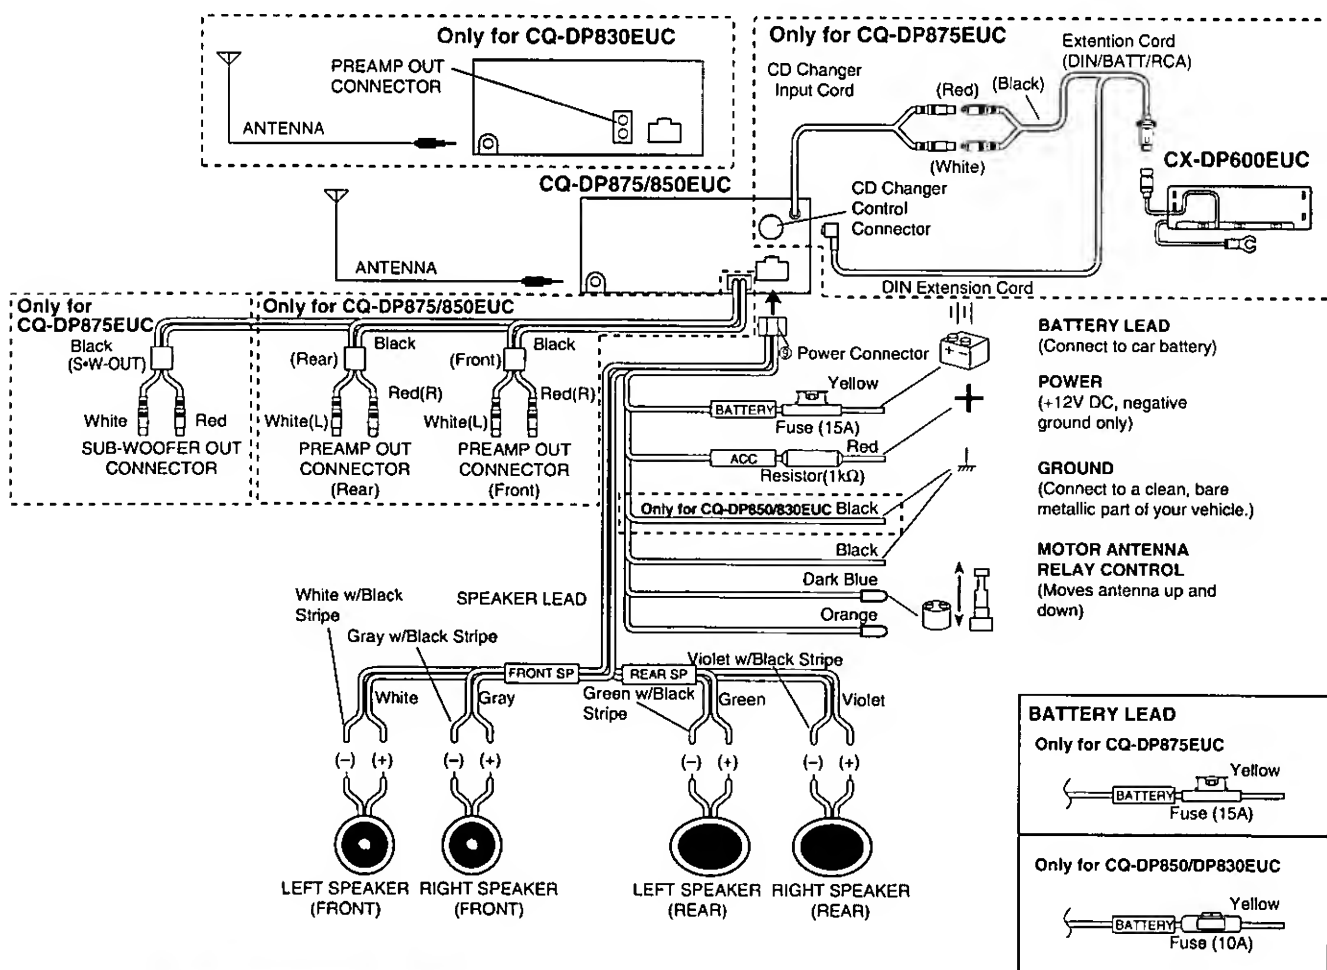 Only for CQ-DP830EUC
PREAMP OUT
CONNECTOR
ANTENNA
Only for CQ-DP875EUC
Extention Cord
(DIN/BATT/RCA)
CD Changer
Input Cord
(Red)
(Black)
(White)
CX-DP600EUC
CD Changer
Control
Connector
DIN Extension Cord
CQ-DP875/850EUC
ANTENNA
Only for
CQ-DP875EUC
Black
(S•W-OUT)
White
Red
SUB-WOOFER OUT
CONNECTOR
Only for CQ-DP875/850EUC
(Rear)
Black
White(L)
Red(R)
PREAMP OUT
CONNECTOR
(Rear)
(Front)
Black
White(L)
Red(R)
PREAMP OUT
CONNECTOR
(Front)
Power Connector
Yellow
BATTERY
Fuse (15A)
Red
ACC
Resistor(1kΩ)
Only for CQ-DP850/830EUC Black
Black
Dark Blue
Orange
+ -
BATTERY LEAD
(Connect to car battery)
POWER
(+12V DC, negative
ground only)
GROUND
(Connect to a clean, bare
metallic part of your vehicle.)
MOTOR ANTENNA
RELAY CONTROL
(Moves antenna up and
down)
SPEAKER LEAD
White w/Black
Stripe
Gray w/Black Stripe
FRONT SP
REAR SP
Violet w/Black Stripe
White
Gray
Green w/Black
Stripe
Green
Violet
(–) (+)
(–) (+)
(–) (+)
(–) (+)
LEFT SPEAKER
(FRONT)
RIGHT SPEAKER
(FRONT)
LEFT SPEAKER
(REAR)
RIGHT SPEAKER
(REAR)
BATTERY LEAD
Only for CQ-DP875EUC
Yellow
BATTERY
Fuse (15A)
Only for CQ-DP850/DP830EUC
Yellow
BATTERY
Fuse (10A)